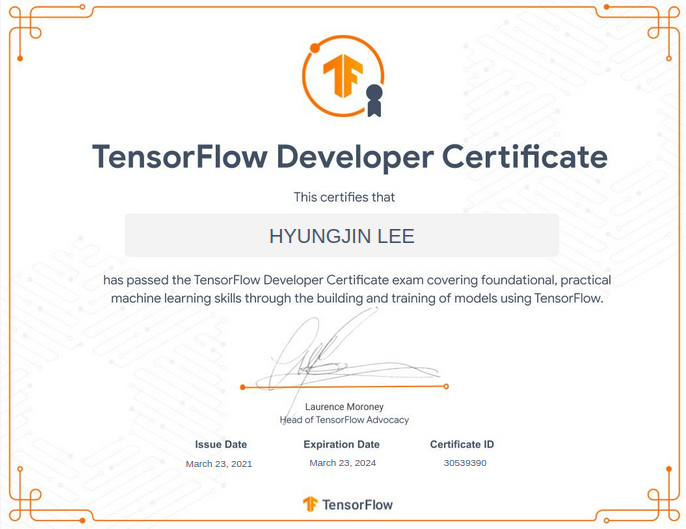 TensorFlow Developer Certificate
This certifies that
HYUNGJIN LEE
has passed the TensorFlow Developer Certificate exam covering foundational, practical
machine learning skills through the building and training of models using TensorFlow.
Laurence Moroney
Head of TensorFlow Advocacy
Issue Date Expiration Date Certificate ID
March 23, 2021 March 23, 2024 30539390
TensorFlow